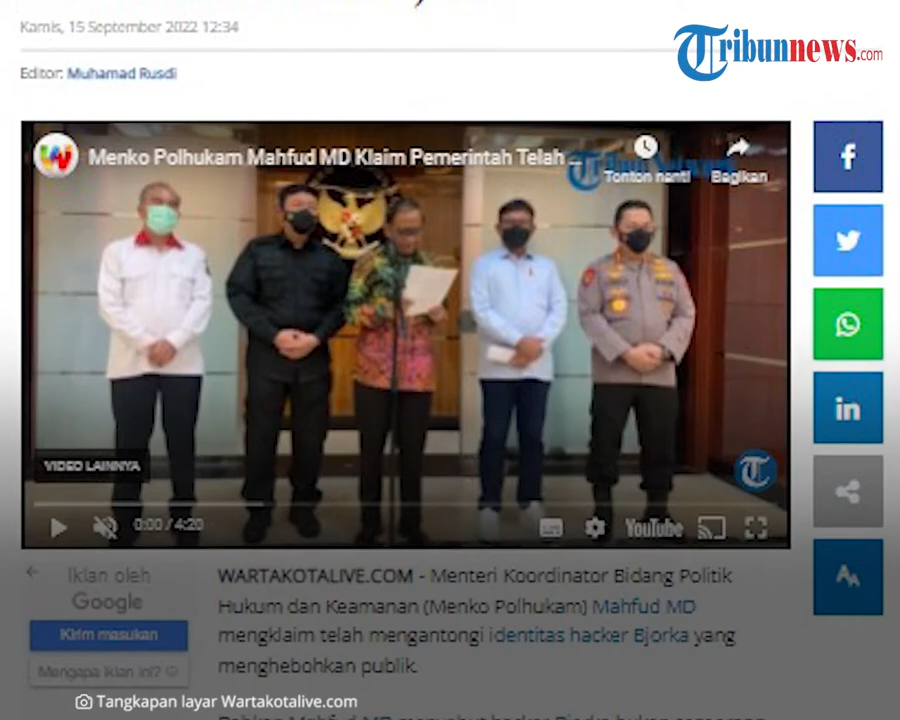 Kamis, 15 September 2022 12:34
Tribunnews.com
Editor: Muhamad Rusdi
Menko Polhukam Mahfud MD Klaim Pemerintah Telah ...
Tonton nanti
Bagikan
VIDEO LAINNYA
0:00 / 4:20
YouTube
Iklan oleh
Google
Kirim masukan
Mengapa iklan ini?
WARTAKOTALIVE.COM - Menteri Koordinator Bidang Politik
Hukum dan Keamanan (Menko Polhukam) Mahfud MD
mengklaim telah mengantongi identitas hacker Bjorka yang
menghebohkan publik.
Tangkapan layar Wartakotalive.com